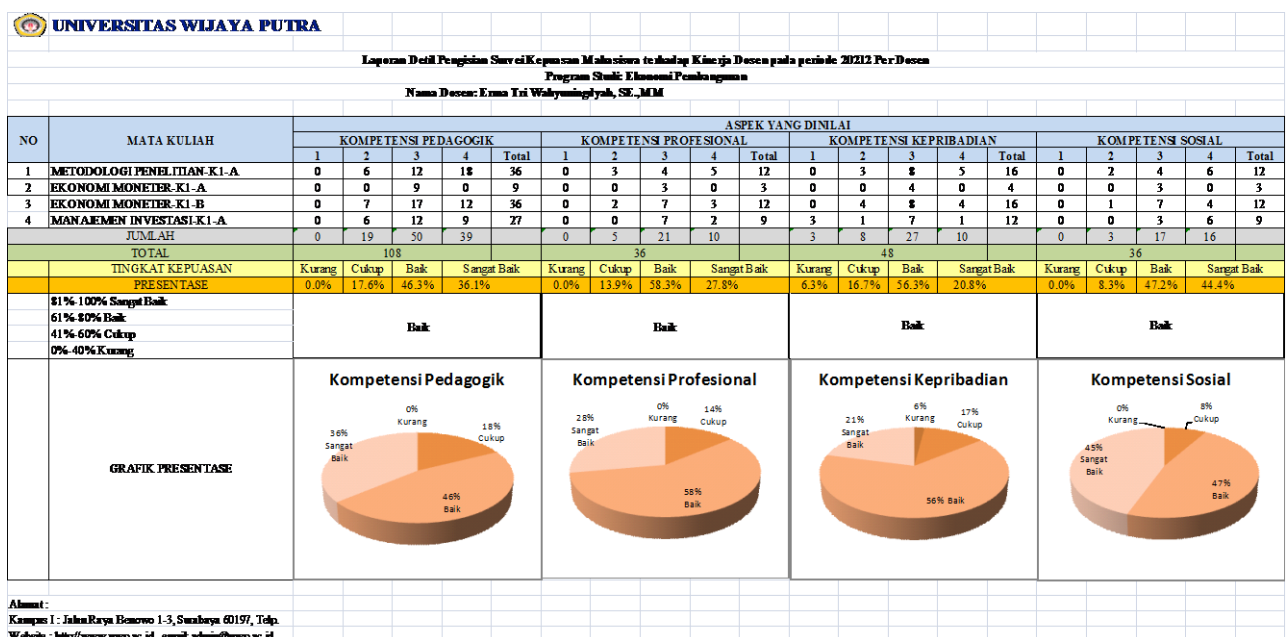 UNIVERSITAS WIJAYA PUTRA
Laporan Detil Pengisian Survei Kepuasan Mahasiswa terhadap Kinerja Dosen pada periode 20212 Per Dosen
Program Studi: Ekonomi Pembangunan
Nama Dosen: Erma Tri Wahyuningdyah, SE.,MM
ASPEK YANG DINILAI
NO MATA KULIAH KOMPETENSI PEDAGOGIK KOMPETENSI PROFESIONAL KOMPETENSI KEPRIBADIAN KOMPETENSI SOSIAL
1 2 3 4 Total 1 2 3 4 Total 1 2 3 4 Total 1 2 3 4 Total
1 METODOLOGI PENELITIAN-K1-A 0 6 12 18 36 0 3 4 5 12 0 3 8 5 16 0 2 4 6 12
2 EKONOMI MONETER-K1-A 0 0 9 0 9 0 0 3 0 3 0 0 4 0 4 0 0 3 0 3
3 EKONOMI MONETER-K1-B 0 7 17 12 36 0 2 7 3 12 0 4 8 4 16 0 1 7 4 12
4 MANAJEMEN INVESTASI-K1-A 0 6 12 9 27 0 0 7 2 9 3 1 7 1 12 0 0 3 6 9
JUMLAH 0 19 50 39 0 5 21 10 3 8 27 10 0 3 17 16
TOTAL 108 36 48 36
TINGKAT KEPUASAN Kurang Cukup Baik Sangat Baik Kurang Cukup Baik Sangat Baik Kurang Cukup Baik Sangat Baik Kurang Cukup Baik Sangat Baik
PRESENTASE 0.0% 17.6% 46.3% 36.1% 0.0% 13.9% 58.3% 27.8% 6.3% 16.7% 56.3% 20.8% 0.0% 8.3% 47.2% 44.4%
81%-100% Sangat Baik
61%-80% Baik
41%-60% Cukup
0%-40% Kurang
Baik Baik Baik Baik
GRAFIK PRESENTASE
Kompetensi Pedagogik
0%
Kurang
18%
Cukup
36%
Sangat
Baik
46%
Baik
Kompetensi Profesional
0%
Kurang
14%
Cukup
28%
Sangat
Baik
58%
Baik
Kompetensi Kepribadian
6%
Kurang
17%
Cukup
21%
Sangat
Baik
56% Baik
Kompetensi Sosial
0%
Kurang
8%
Cukup
45%
Sangat
Baik
47%
Baik
Alamat :
Kampus I : Jalan Raya Benowo 1-3, Surabaya 60197, Telp.
Website : http://www.uwp.ac.id email